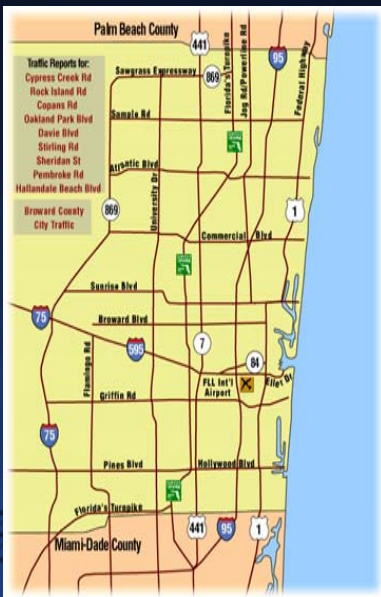 Palm Beach County
441
95
Traffic Reports for:
Cypress Creek Rd
Rock Island Rd
Copans Rd
Oakland Park Blvd
Davie Blvd
Stirling Rd
Sheridan St
Pembroke Rd
Hallandale Beach Blvd
Broward County
City Traffic
Sawgrass Expressway
869
Florida's Turnpike
Jog Rd/Powerline Rd
Federal Highway
Sample Rd
Atlantic Blvd
University Dr
869
1
Commercial Blvd
Sunrise Blvd
75
Broward Blvd
595
7
84
Flamingo Rd
FLL Int'l
Airport
Eller Dr
Griffin Rd
75
Pines Blvd
Hollywood Blvd
Florida's Turnpike
441
95
1
Miami-Dade County